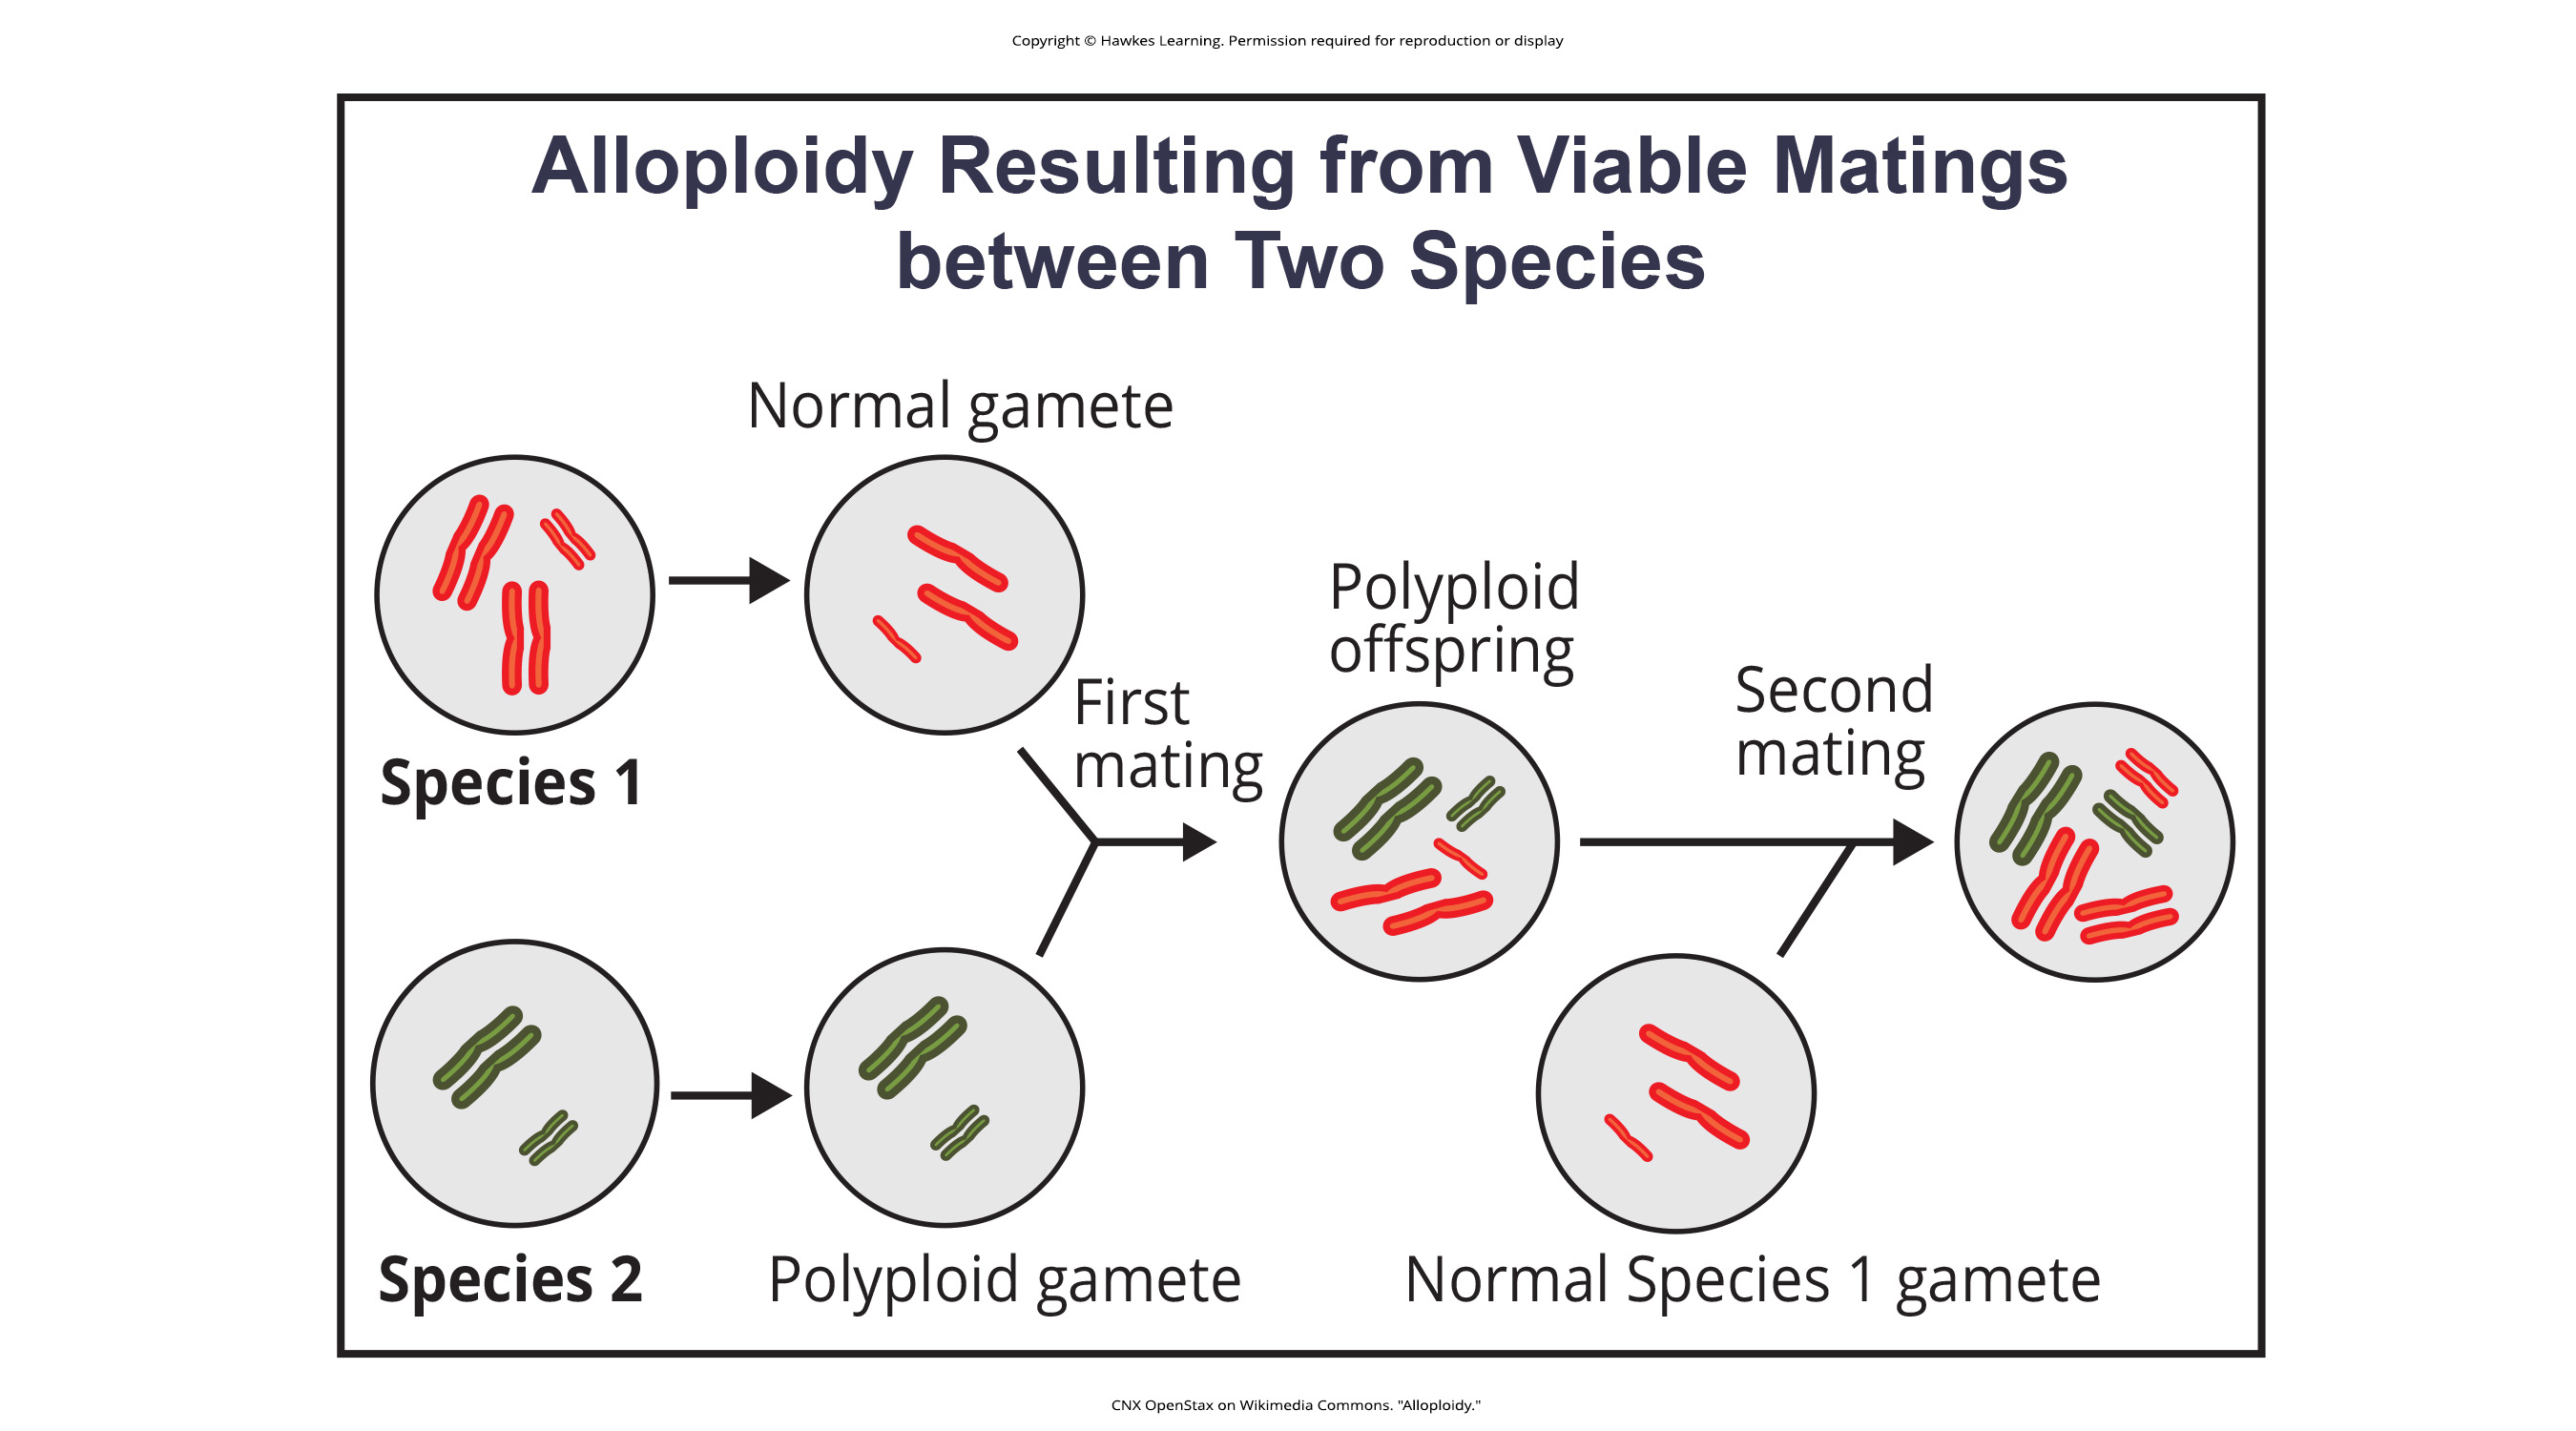 Copyright © Hawkes Learning. Permission required for reproduction or display
Alloploidy Resulting from Viable Matings
between Two Species
Normal gamete
Species 1
First
mating
Polyploid
offspring
Second
mating
Species 2
Polyploid gamete
Normal Species 1 gamete
CNX OpenStax on Wikimedia Commons. "Alloploidy."